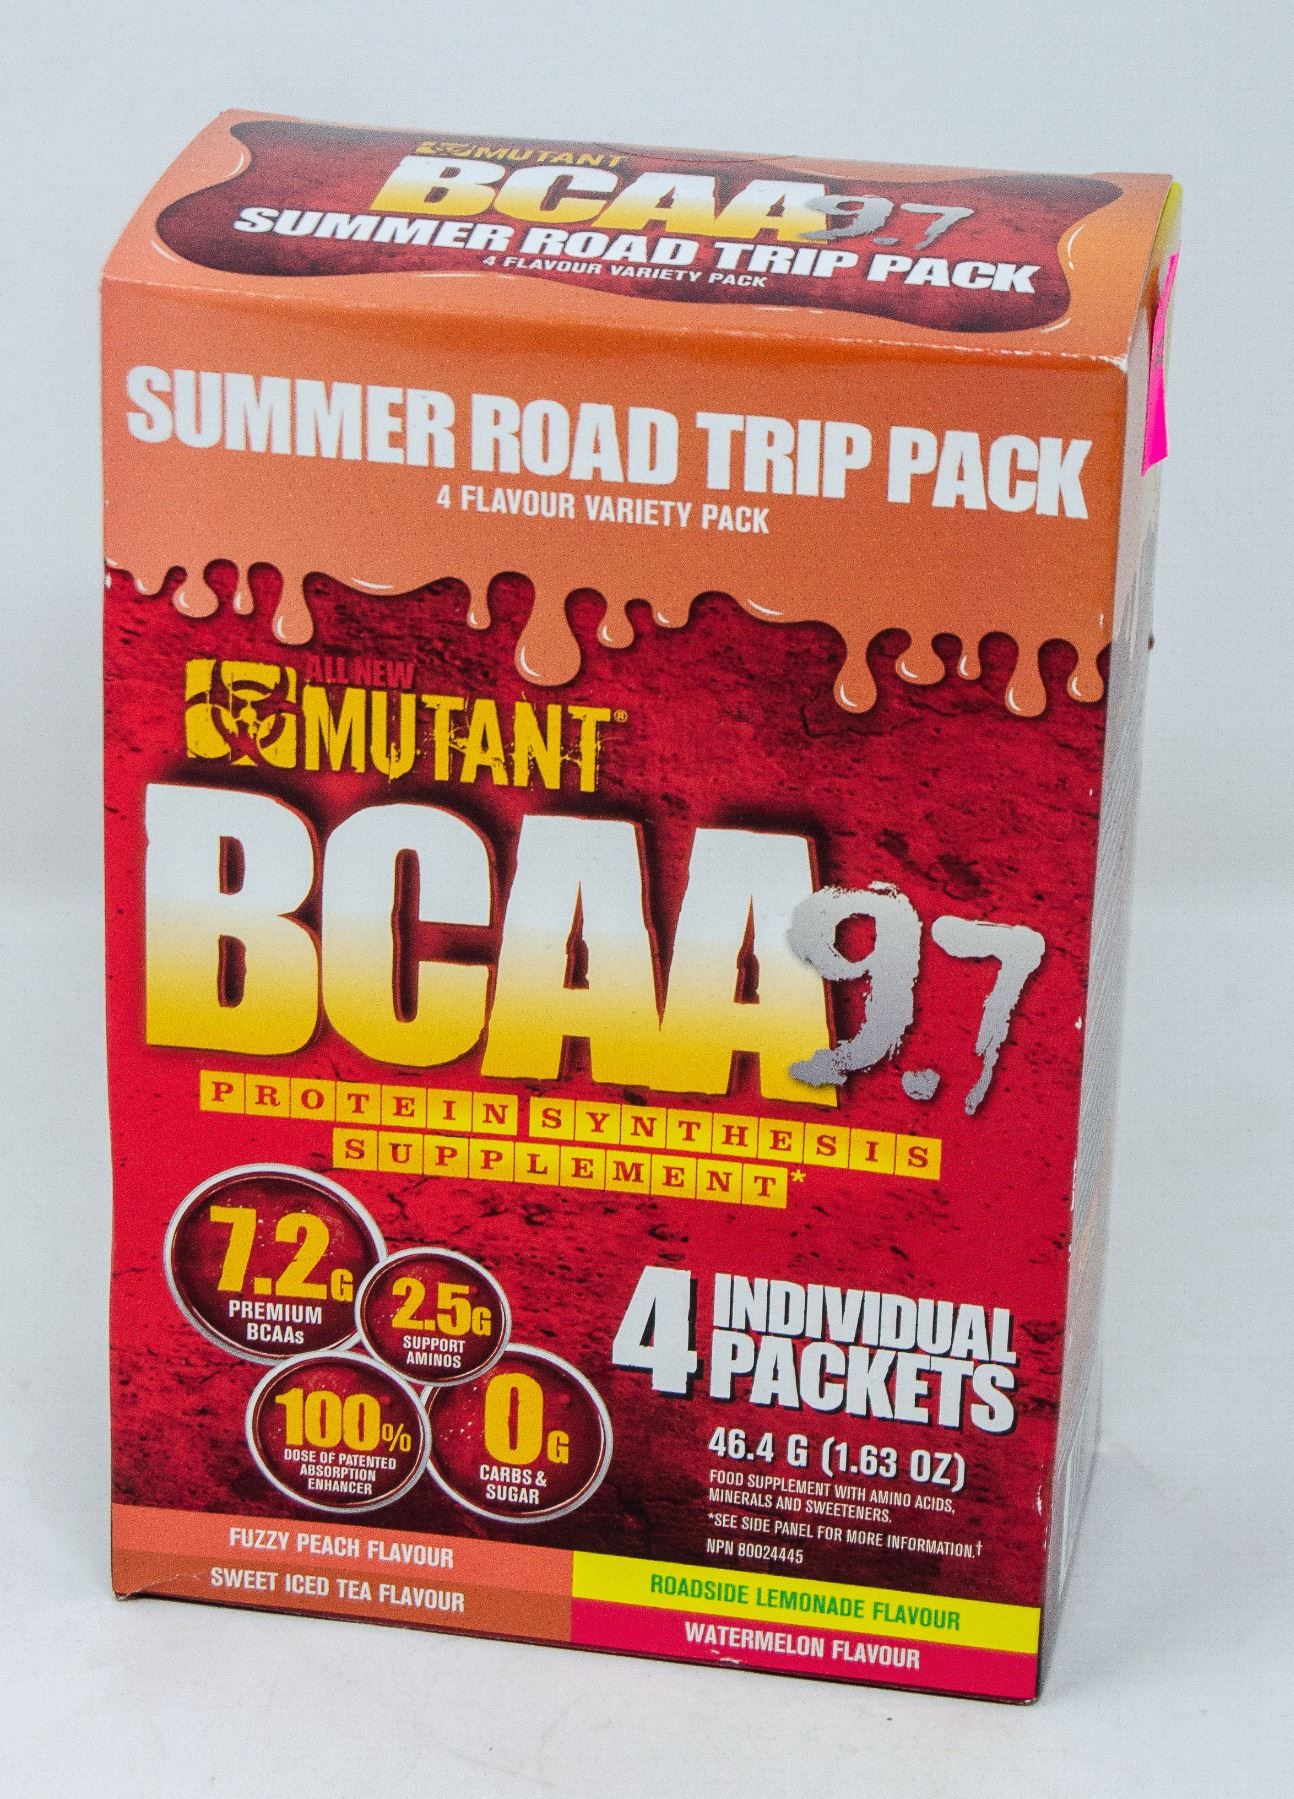 MUTANT
BCAA 9.7
SUMMER ROAD TRIP PACK
4 FLAVOUR VARIETY PACK
SUMMER ROAD TRIP PACK
4 FLAVOUR VARIETY PACK
ALL NEW
MUTANT®
BCAA 9.7
PROTEIN SYNTHESIS
SUPPLEMENT*
7.2G
PREMIUM
BCAAs
2.5G
SUPPORT
AMINOS
100%
DOSE OF PATENTED
ABSORPTION
ENHANCER
0G
CARBS &
SUGAR
4 INDIVIDUAL
PACKETS
46.4 G (1.63 OZ)
FOOD SUPPLEMENT WITH AMINO ACIDS,
MINERALS AND SWEETENERS.
*SEE SIDE PANEL FOR MORE INFORMATION.†
NPN 80024445
FUZZY PEACH FLAVOUR
SWEET ICED TEA FLAVOUR
ROADSIDE LEMONADE FLAVOUR
WATERMELON FLAVOUR